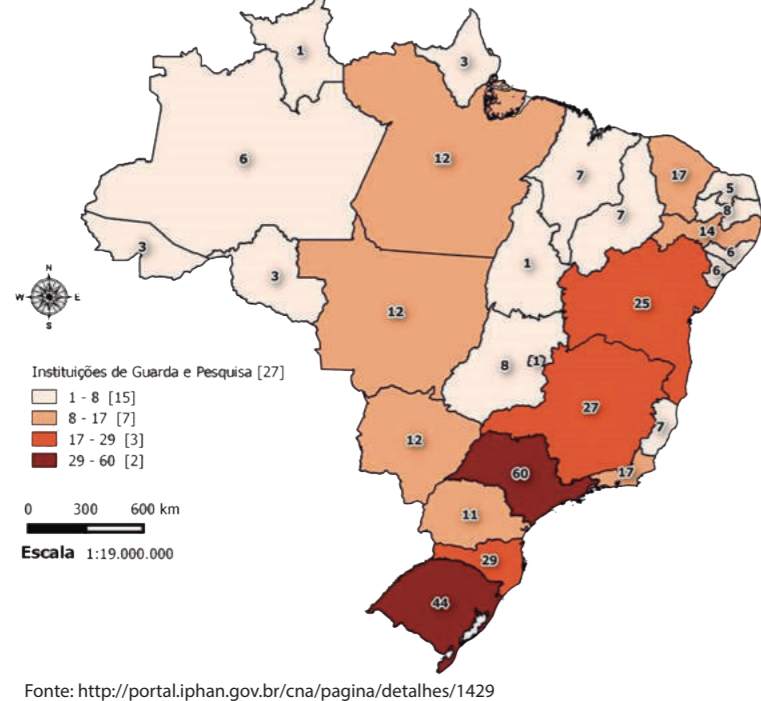 1
3
6
12
7
17
5
8
7
14
6
3
6
3
1
N
W E
S
25
12
8 [1]
27
7
12
60
17
11
29
44
Instituições de Guarda e Pesquisa [27]
1 - 8 [15]
8 - 17 [7]
17 - 29 [3]
29 - 60 [2]
0 300 600 km
Escala 1:19.000.000
Fonte: http://portal.iphan.gov.br/cna/pagina/detalhes/1429